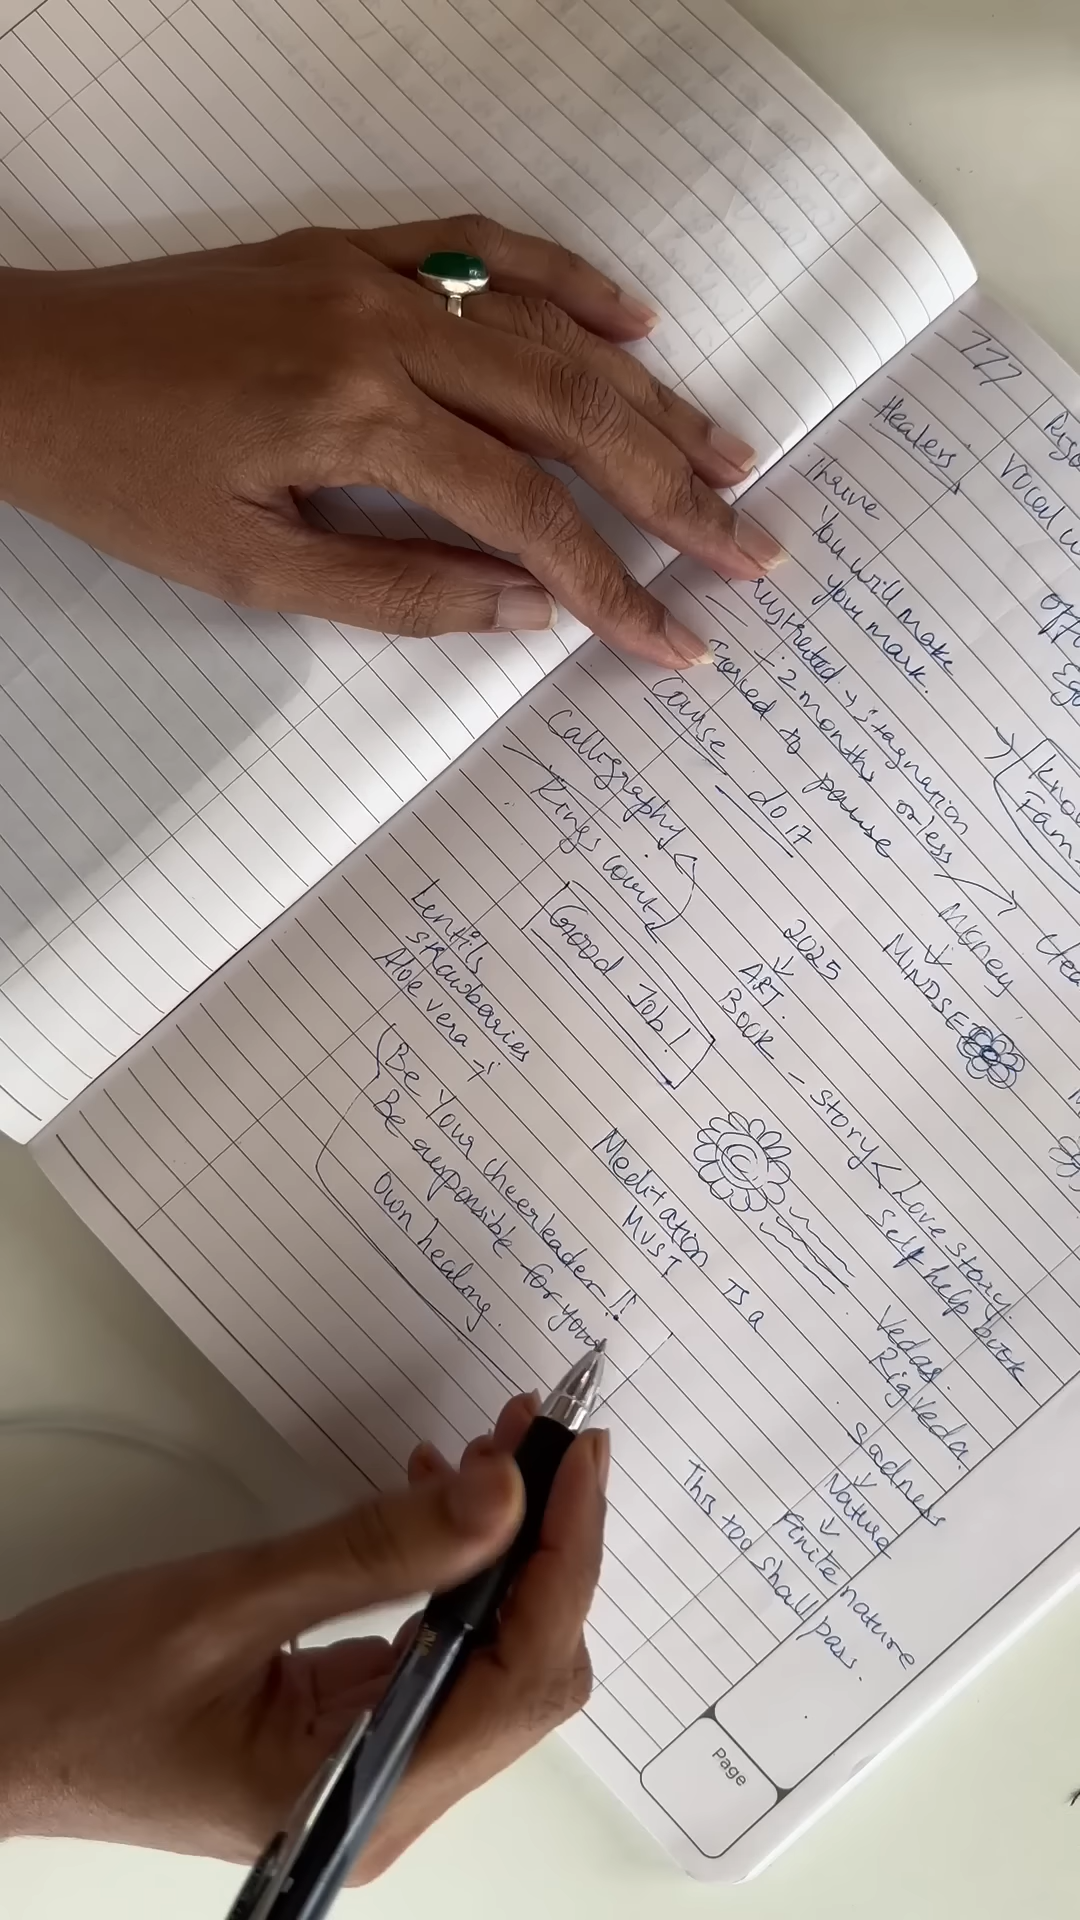 777
Healers
Thrive
You will make
your mark.
Frustrated → stagnation
- 2 months or less →
Forced to pause
Cause do it
Calligraphy
Rings
Good Job!
Lentils
Strawberries
Aloe vera
Be Your cheerleader!!
Be responsible for your
own healing.
Money
MINDSET
2025
ART.
BOOK - story < Love story.
Self help book
Meditation is a
MUST
Vedas.
Rig veda.
Sadness
Nature
Finite nature
This too shall pass.
Page